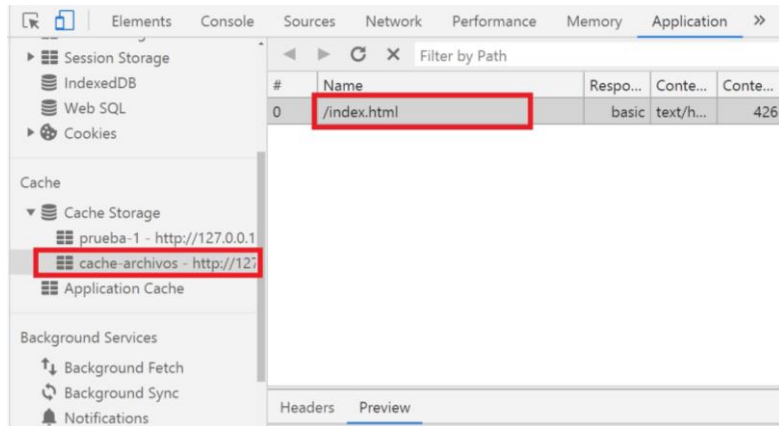 Elements Console Sources Network Performance Memory Application »
Session Storage
IndexedDB
Web SQL
Cookies
Cache
Cache Storage
prueba-1 - http://127.0.0.1
cache-archivos - http://127
Application Cache
Background Services
Background Fetch
Background Sync
Notifications
Filter by Path
# Name Respo... Conte... Conte...
0 /index.html basic text/h... 426
Headers Preview